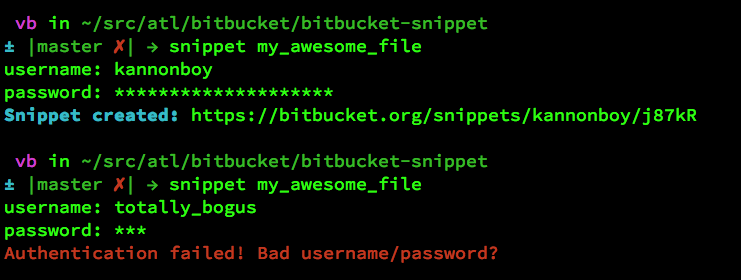 vb in ~/src/atl/bitbucket/bitbucket-snippet
± |master ✗| → snippet my_awesome_file
username: kannonboy
password: ********************
Snippet created: https://bitbucket.org/snippets/kannonboy/j87kR
vb in ~/src/atl/bitbucket/bitbucket-snippet
± |master ✗| → snippet my_awesome_file
username: totally_bogus
password: ***
Authentication failed! Bad username/password?